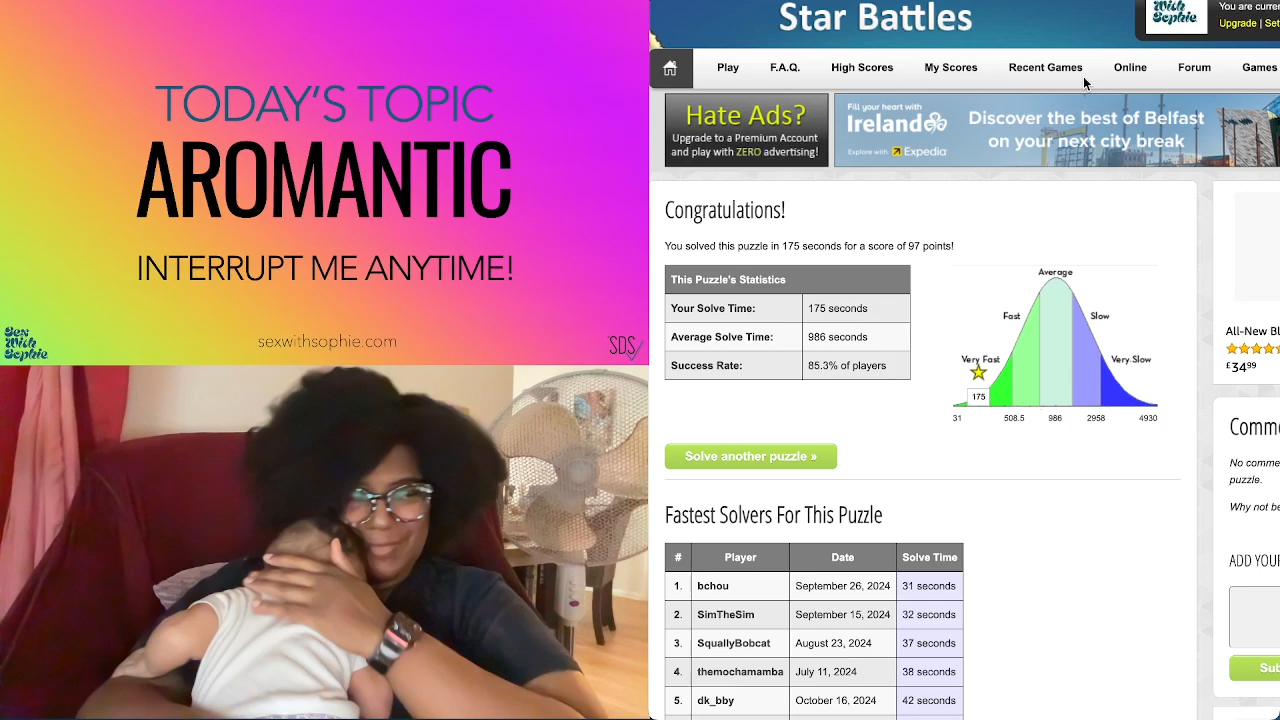 TODAY'S TOPIC
AROMANTIC
INTERRUPT ME ANYTIME!
sexwithsophie.com
Sex
With
Sophie
SDS
Star Battles
With
Sophie
You are curre
Upgrade | Set
Play
F.A.Q.
High Scores
My Scores
Recent Games
Online
Forum
Games
Hate Ads?
Upgrade to a Premium Account
and play with ZERO advertising!
Fill your heart with
Ireland
Explore with Expedia
Discover the best of Belfast
on your next city break
Congratulations!
You solved this puzzle in 175 seconds for a score of 97 points!
This Puzzle's Statistics
Your Solve Time: 175 seconds
Average Solve Time: 986 seconds
Success Rate: 85.3% of players
Average
Fast
Slow
Very Fast
Very Slow
175
31 508.5 986 2958 4930
Solve another puzzle »
Fastest Solvers For This Puzzle
# Player Date Solve Time
1. bchou September 26, 2024 31 seconds
2. SimTheSim September 15, 2024 32 seconds
3. SquallyBobcat August 23, 2024 37 seconds
4. themochamamba July 11, 2024 38 seconds
5. dk_bby October 16, 2024 42 seconds
All-New Bl
£34.99
Comme
No comme
puzzle.
Why not be
ADD YOUR
Sub